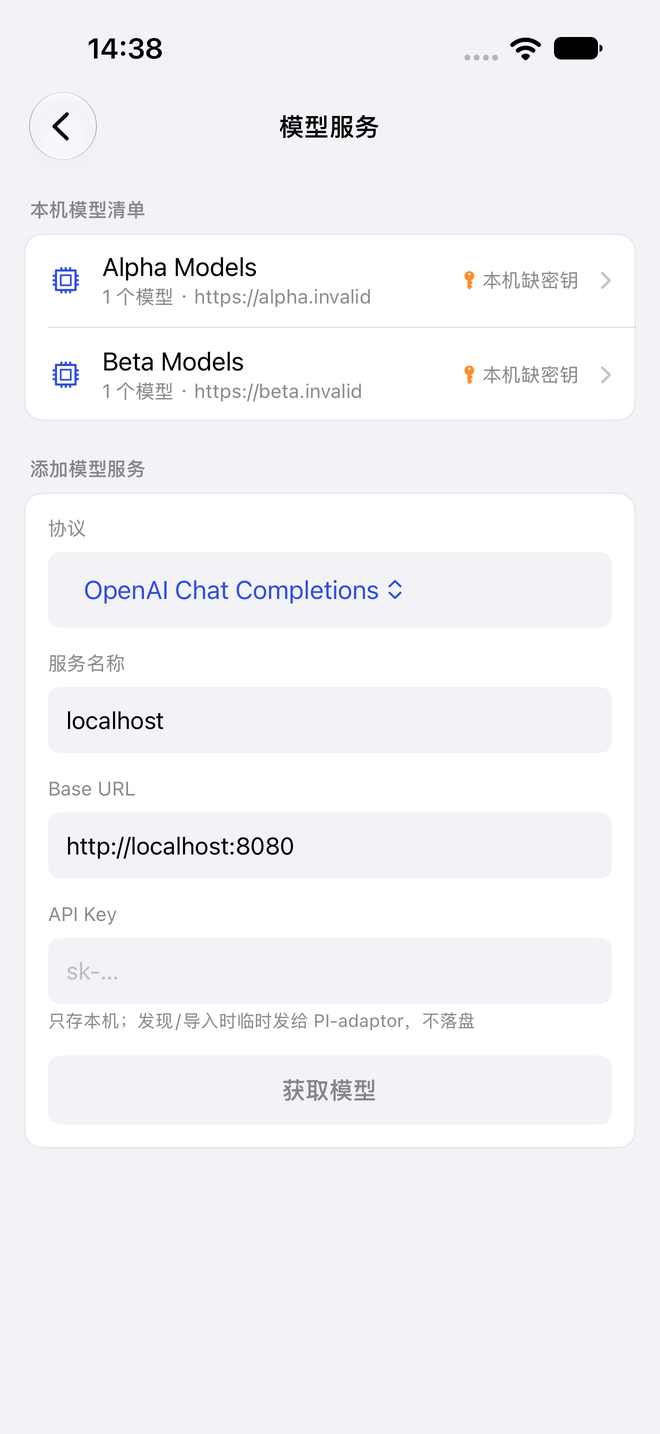 14:38
模型服务
本机模型清单
Alpha Models
1 个模型 · https://alpha.invalid
本机缺密钥
Beta Models
1 个模型 · https://beta.invalid
本机缺密钥
添加模型服务
协议
OpenAI Chat Completions
服务名称
localhost
Base URL
http://localhost:8080
API Key
sk-...
只存本机；发现/导入时临时发给 PI-adaptor，不落盘
获取模型